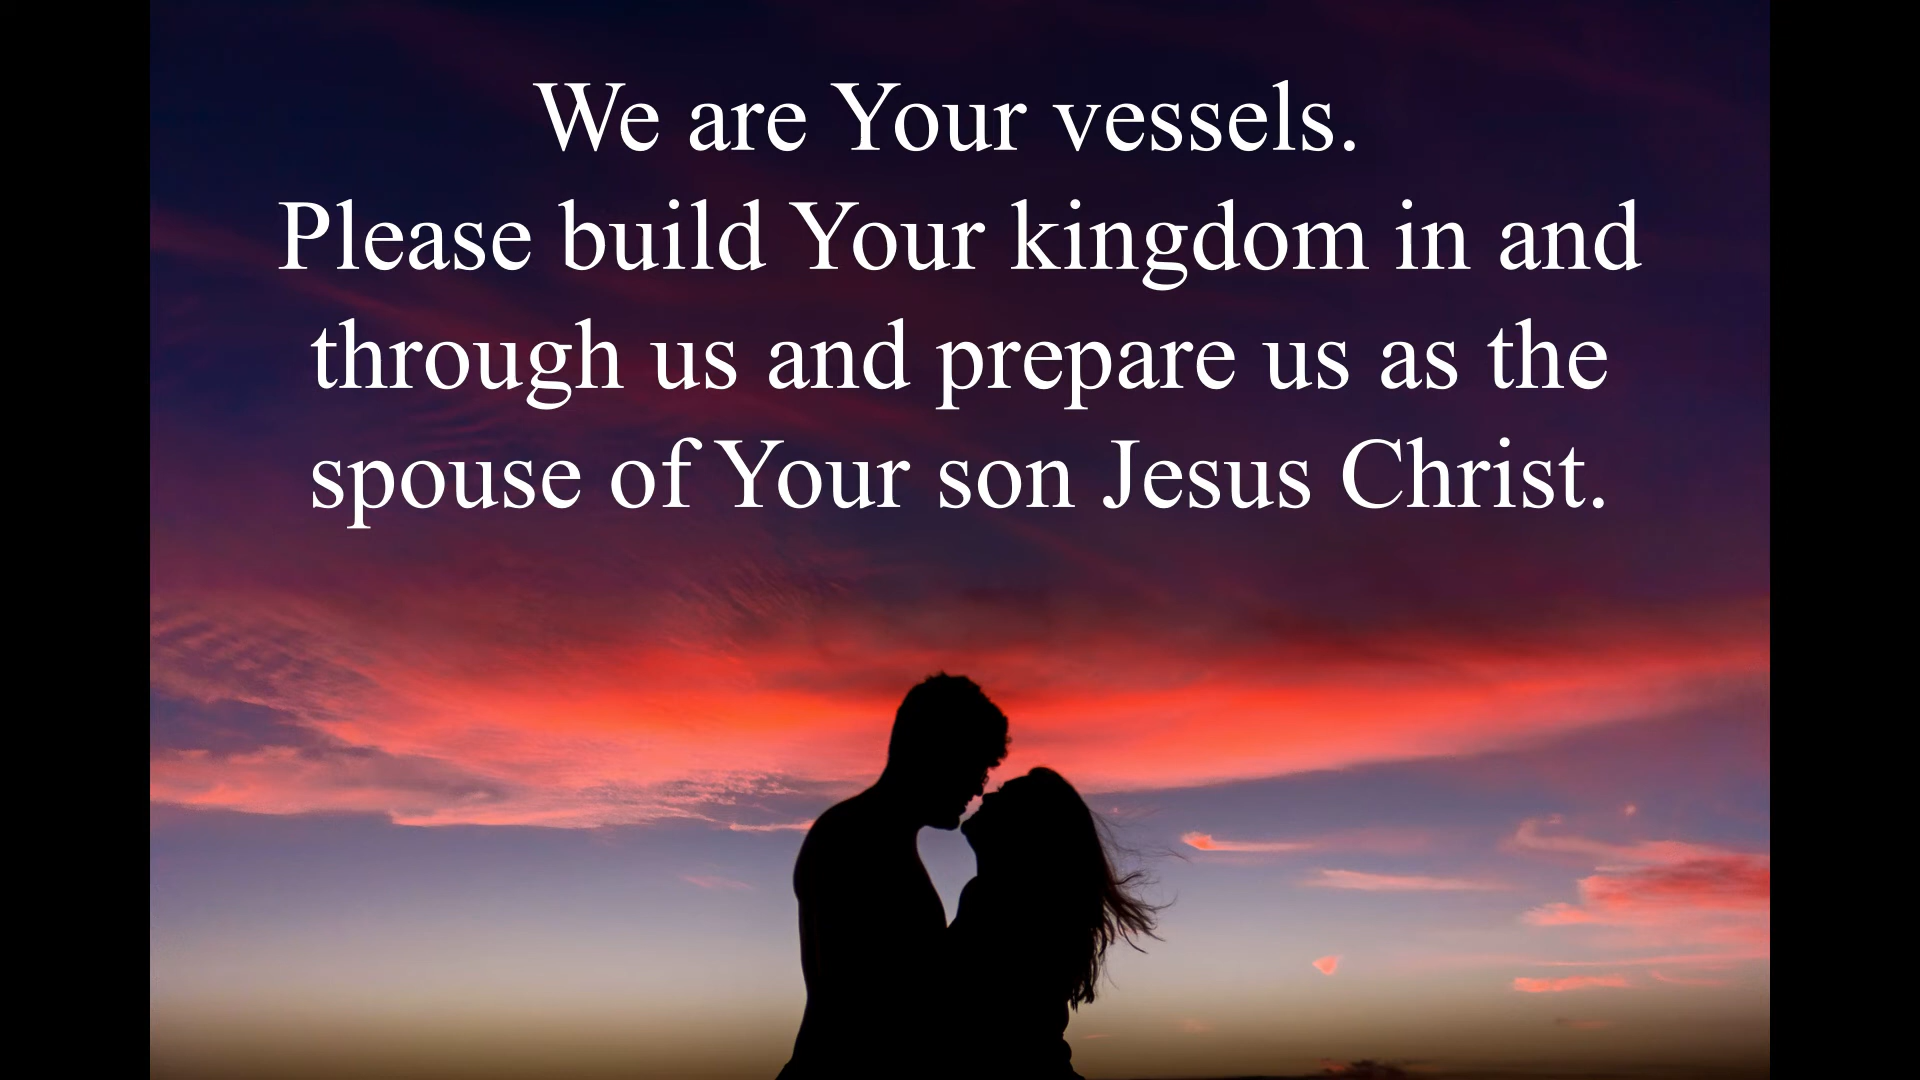 We are Your vessels.
Please build Your kingdom in and
through us and prepare us as the
spouse of Your son Jesus Christ.